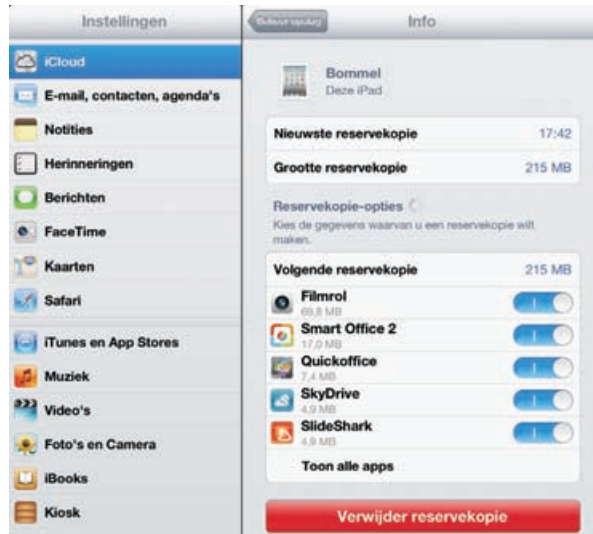 Instellingen
iCloud
E-mail, contacten, agenda's
Notities
Herinneringen
Berichten
FaceTime
Kaarten
Safari
iTunes en App Stores
Muziek
Video's
Foto's en Camera
iBooks
Kiosk
Info
Bommel
Deze iPad
Nieuwste reservekopie 17:42
Grootte reservekopie 215 MB
Reservekopie-opties
Kies de gegevens waarvan u een reservekopie wilt
maken.
Volgende reservekopie 215 MB
Filmrol
69,8 MB
Smart Office 2
17,0 MB
Quickoffice
7,4 MB
SkyDrive
4,9 MB
SlideShark
4,9 MB
Toon alle apps
Verwijder reservekopie